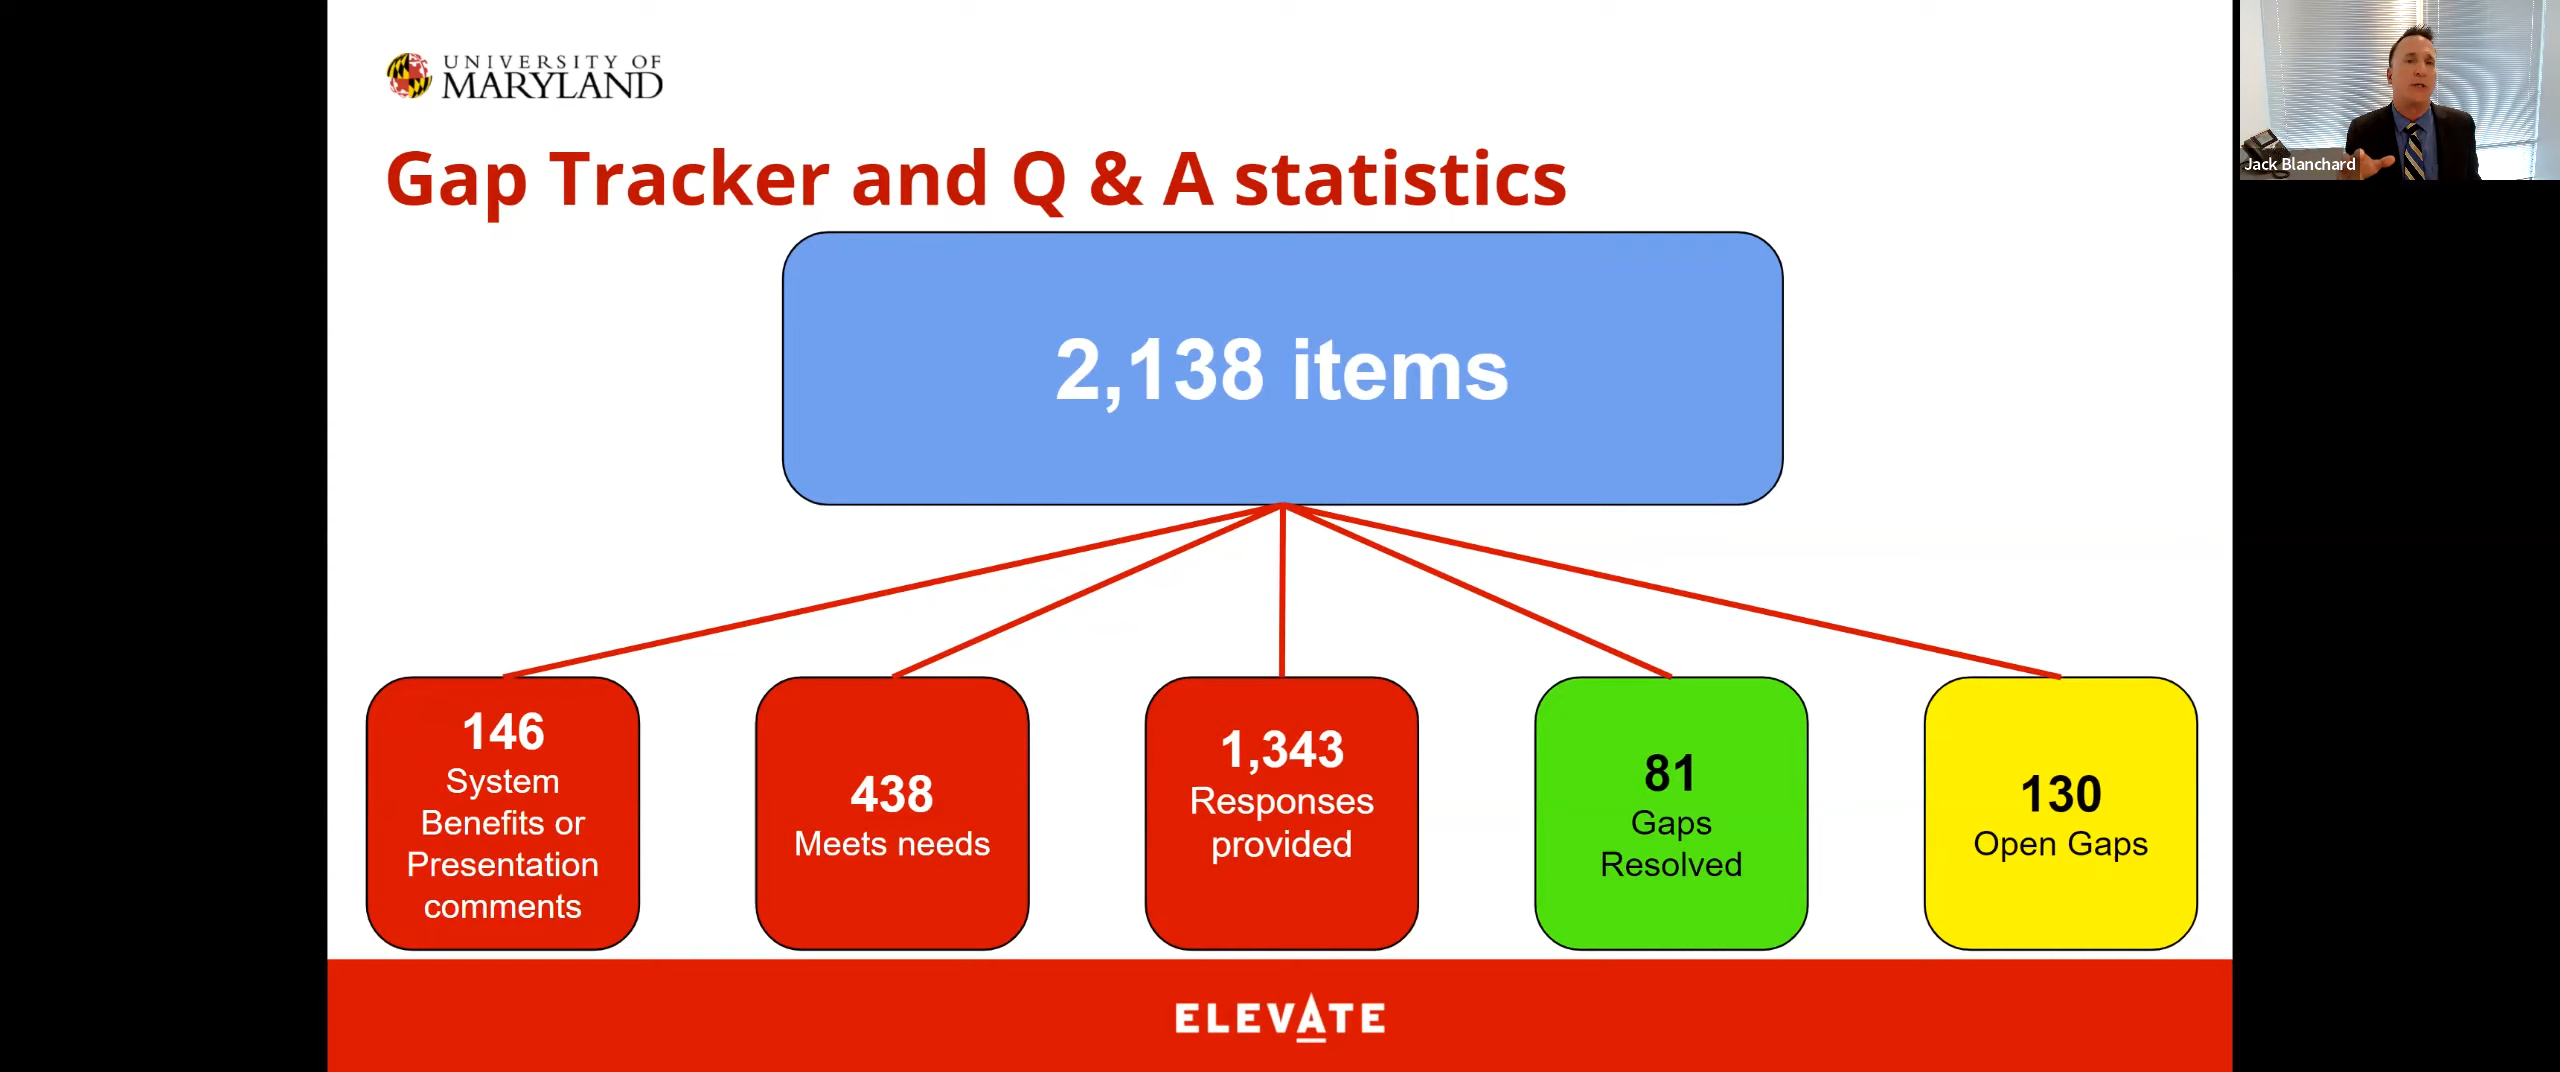 UNIVERSITY OF
MARYLAND
Jack Blanchard
Gap Tracker and Q & A statistics
2,138 items
146
System
Benefits or
Presentation
comments
438
Meets needs
1,343
Responses
provided
81
Gaps
Resolved
130
Open Gaps
ELEVATE